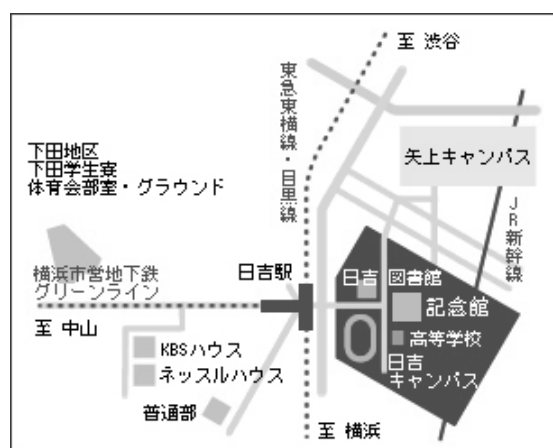 至 渋谷
東急東横線・目黒線
下田地区
下田学生寮
体育会部室・グラウンド
矢上キャンパス
JR新幹線
横浜市営地下鉄
グリーンライン
日吉駅
日吉 図書館
記念館
高等学校
日吉
キャンパス
至 中山
KBSハウス
ネッスルハウス
普通部
至 横浜